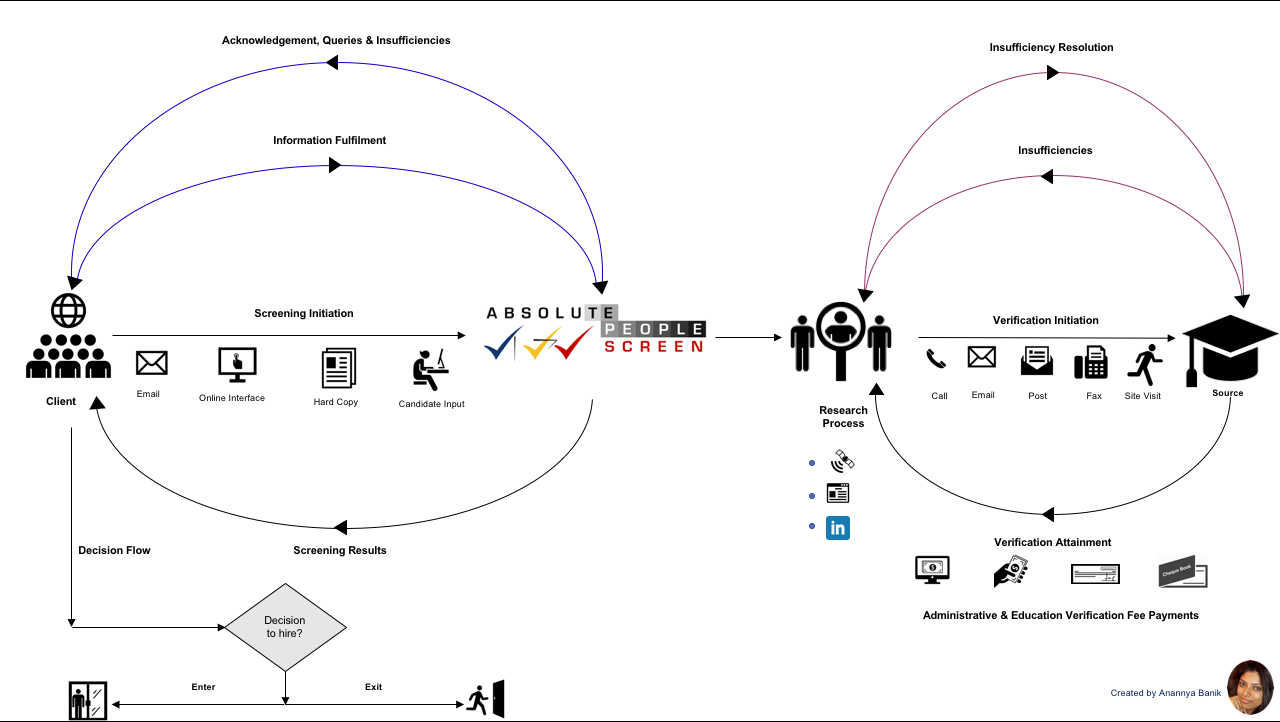 Acknowledgement, Queries & Insufficiencies
Insufficiency Resolution
Information Fulfilment
Insufficiencies
Screening Initiation
ABSOLUTE
PEOPLE
SCREEN
Verification Initiation
Email
Online Interface
Hard Copy
Candidate Input
Client
Call
Email
Post
Fax
Site Visit
Source
Research
Process
in
Decision Flow
Screening Results
Verification Attainment
Cheque Book
Administrative & Education Verification Fee Payments
Decision
to hire?
Enter
Exit
Created by Anannya Banik